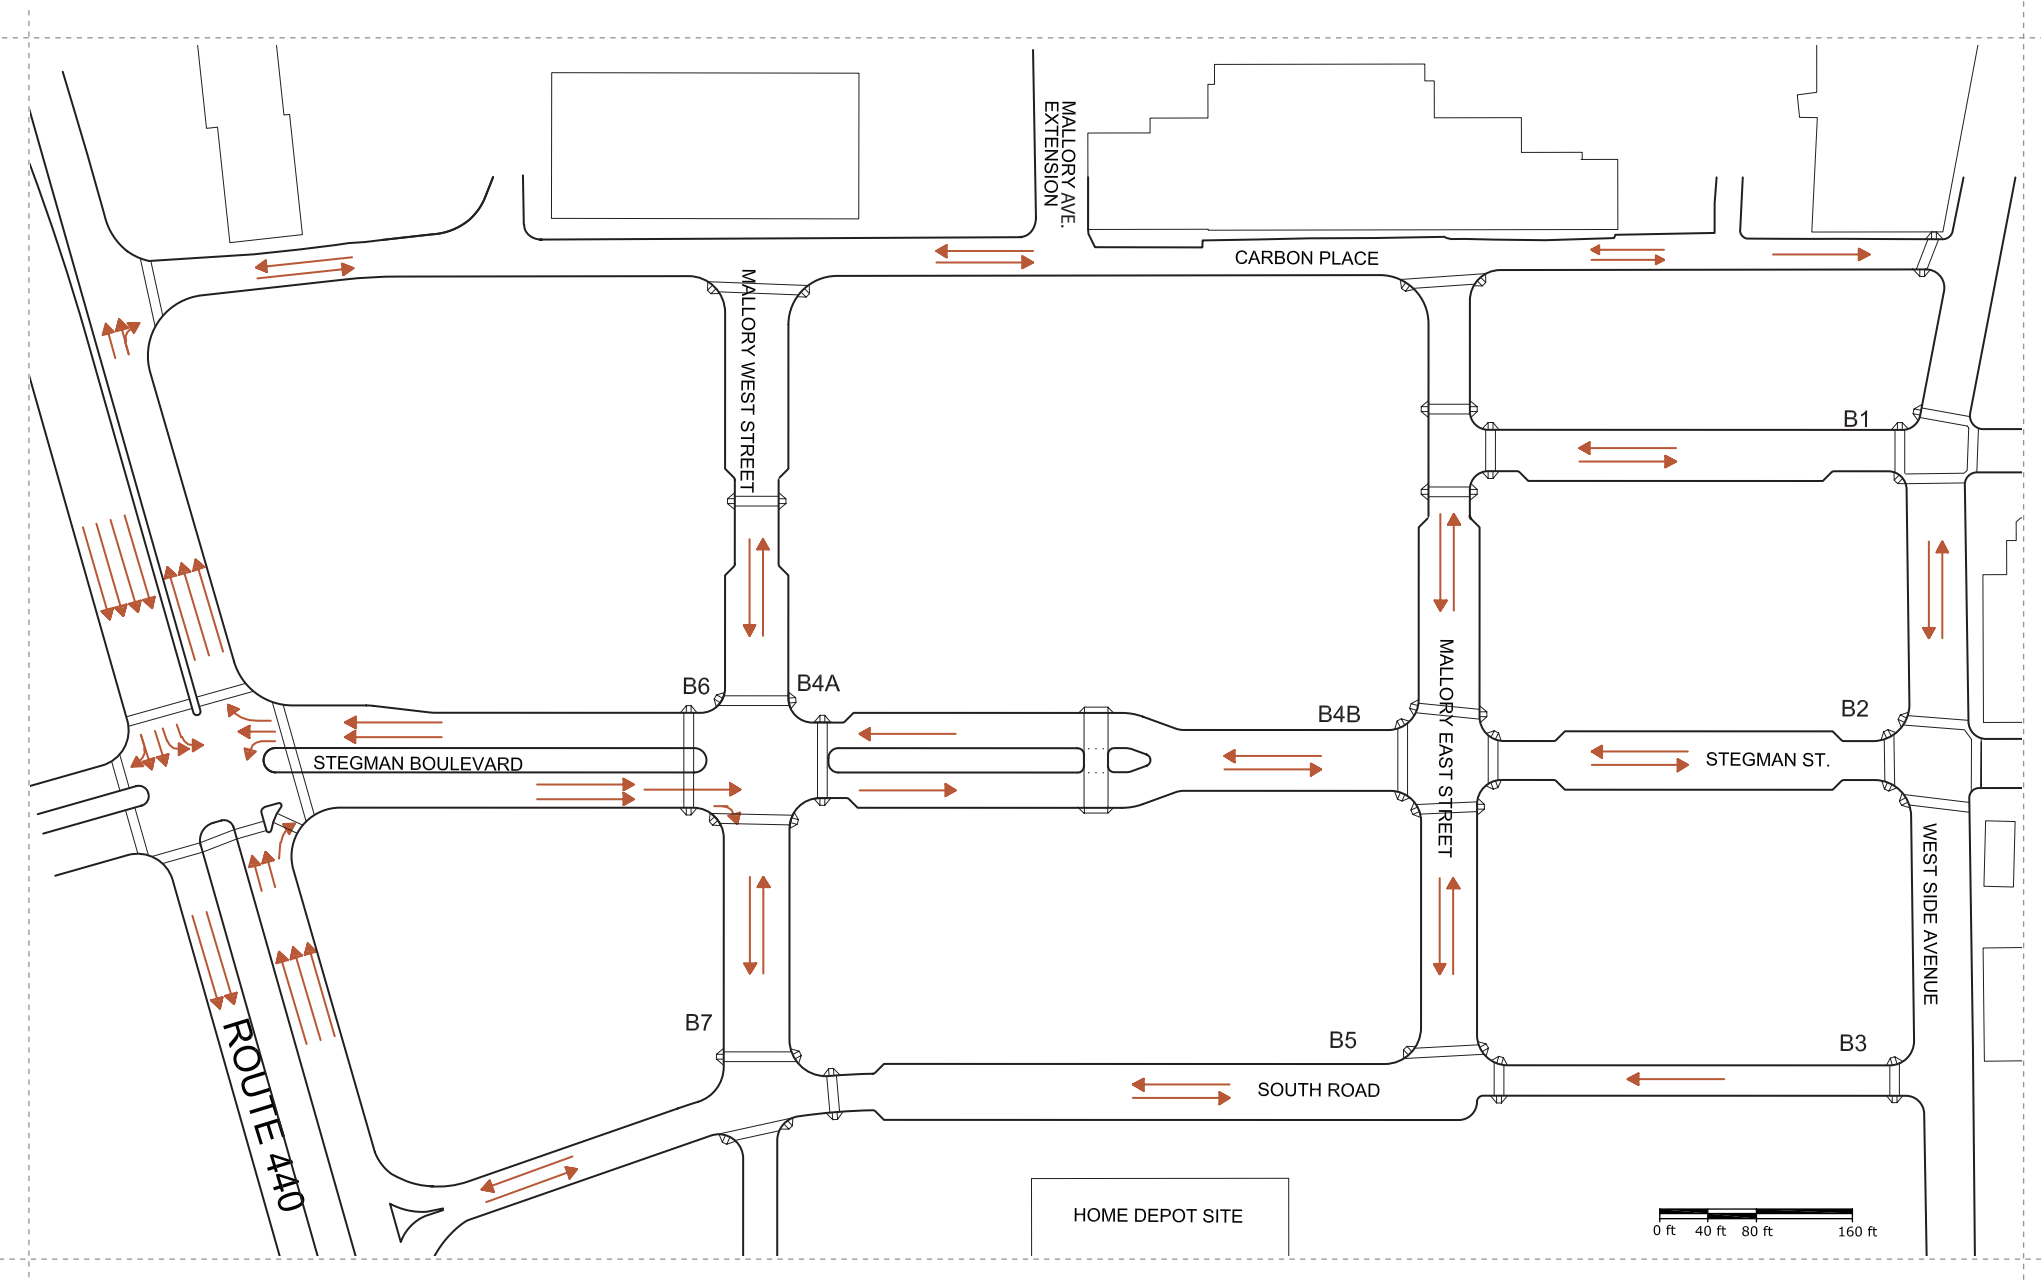 MALLORY AVE.
EXTENSION
CARBON PLACE
MALLORY WEST STREET
B1
B6
B4A
B4B
B2
MALLORY EAST STREET
STEGMAN BOULEVARD
STEGMAN ST.
WEST SIDE AVENUE
B7
B5
B3
ROUTE 440
SOUTH ROAD
HOME DEPOT SITE
0 ft 40 ft 80 ft 160 ft